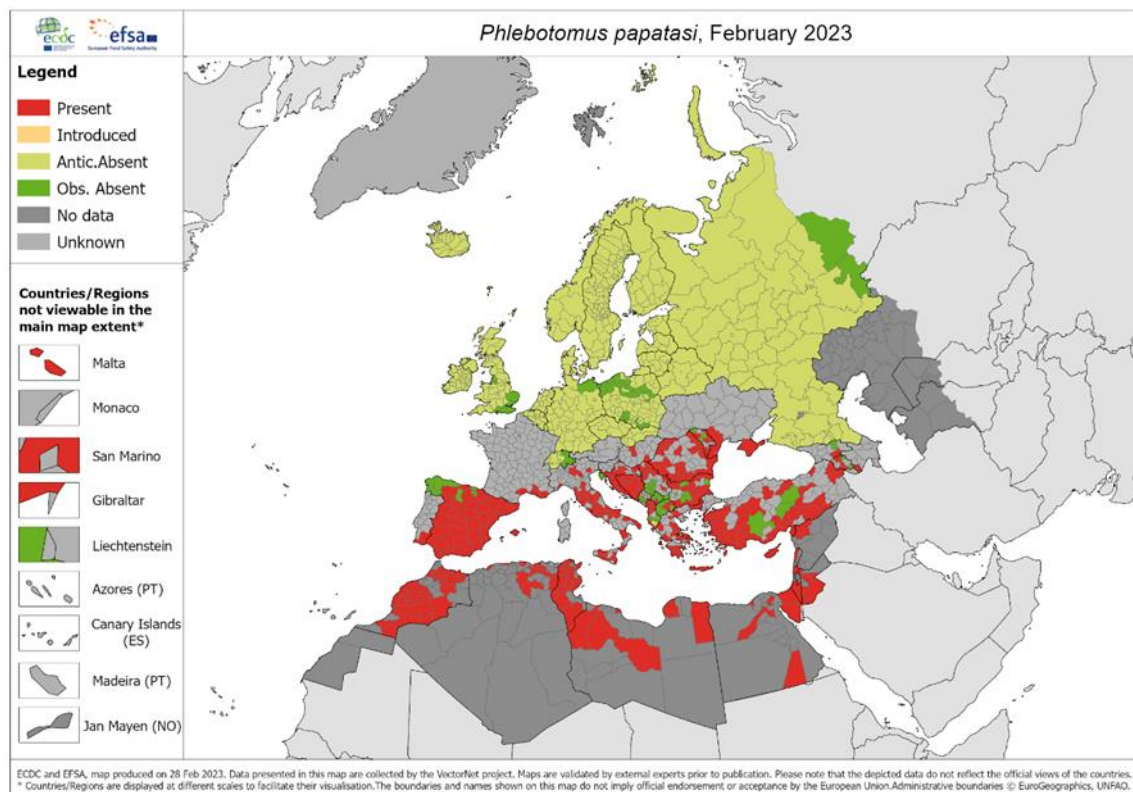 ecdc
efsa
European Food Safety Authority
Phlebotomus papatasi, February 2023
Legend
Present
Introduced
Antic.Absent
Obs. Absent
No data
Unknown
Countries/Regions
not viewable in the
main map extent*
Malta
Monaco
San Marino
Gibraltar
Liechtenstein
Azores (PT)
Canary Islands
(ES)
Madeira (PT)
Jan Mayen (NO)
ECDC and EFSA, map produced on 28 Feb 2023. Data presented in this map are collected by the VectorNet project. Maps are validated by external experts prior to publication. Please note that the depicted data do not reflect the official views of the countries.
* Countries/Regions are displayed at different scales to facilitate their visualisation.The boundaries and names shown on this map do not imply official endorsement or acceptance by the European Union.Administrative boundaries © EuroGeographics, UNFAO.